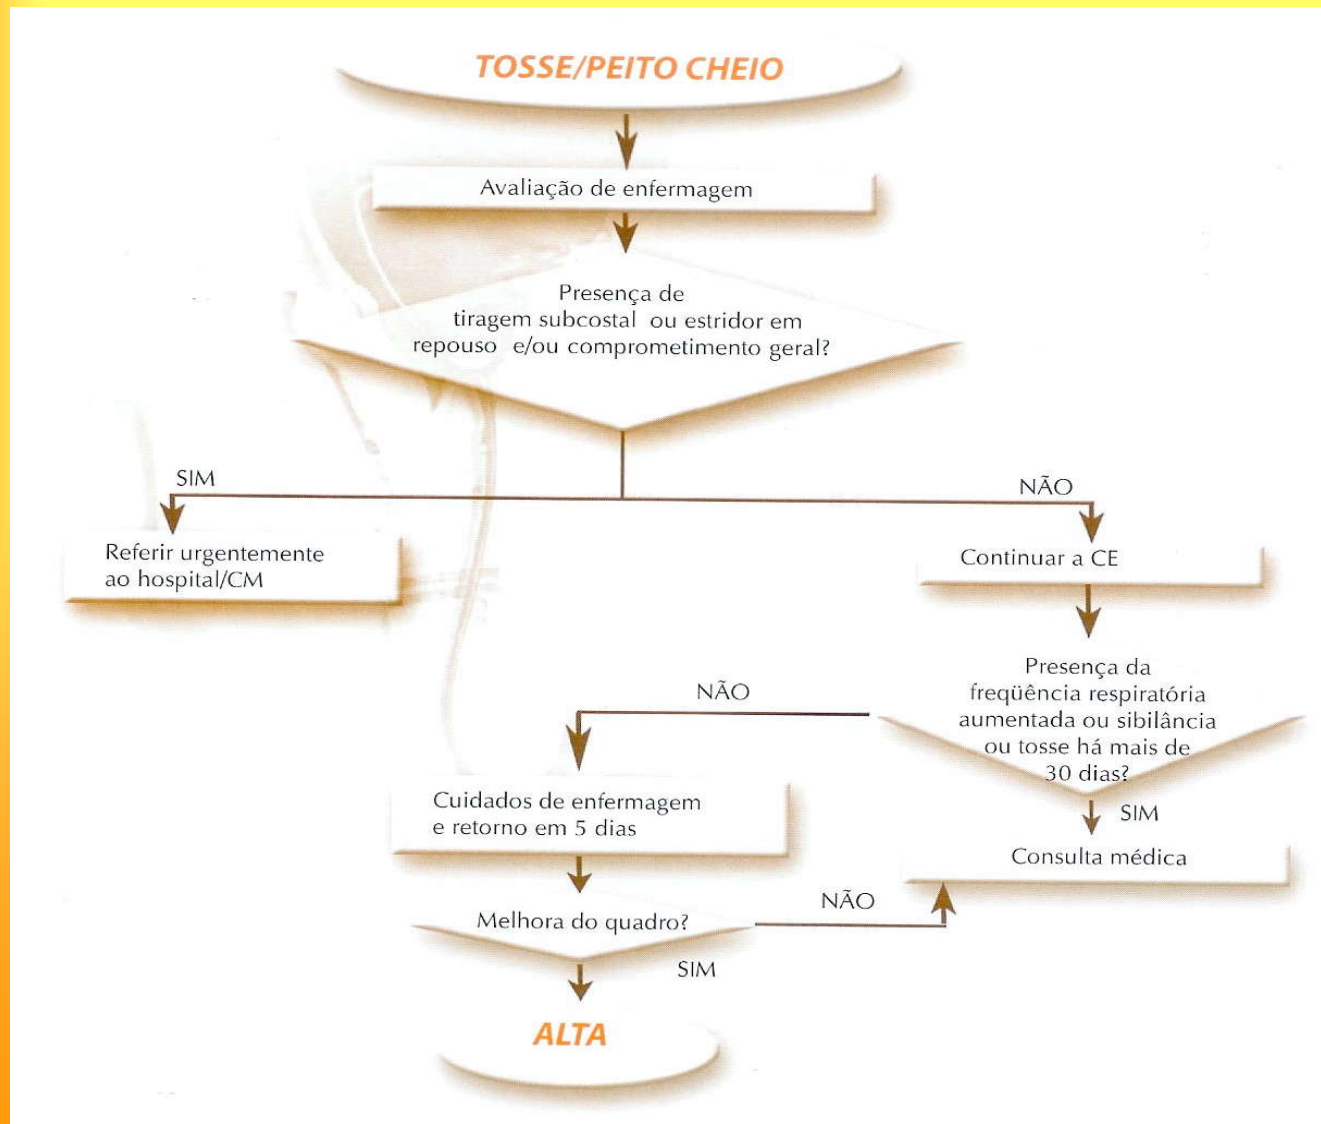 TOSSE/PEITO CHEIO
Avaliação de enfermagem
Presença de
tiragem subcostal ou estridor em
repouso e/ou comprometimento geral?
SIM
NÃO
Referir urgentemente
ao hospital/CM
Continuar a CE
Presença da
freqüência respiratória
aumentada ou sibilância
ou tosse há mais de
30 dias?
NÃO
SIM
Cuidados de enfermagem
e retorno em 5 dias
Consulta médica
Melhora do quadro?
NÃO
SIM
ALTA